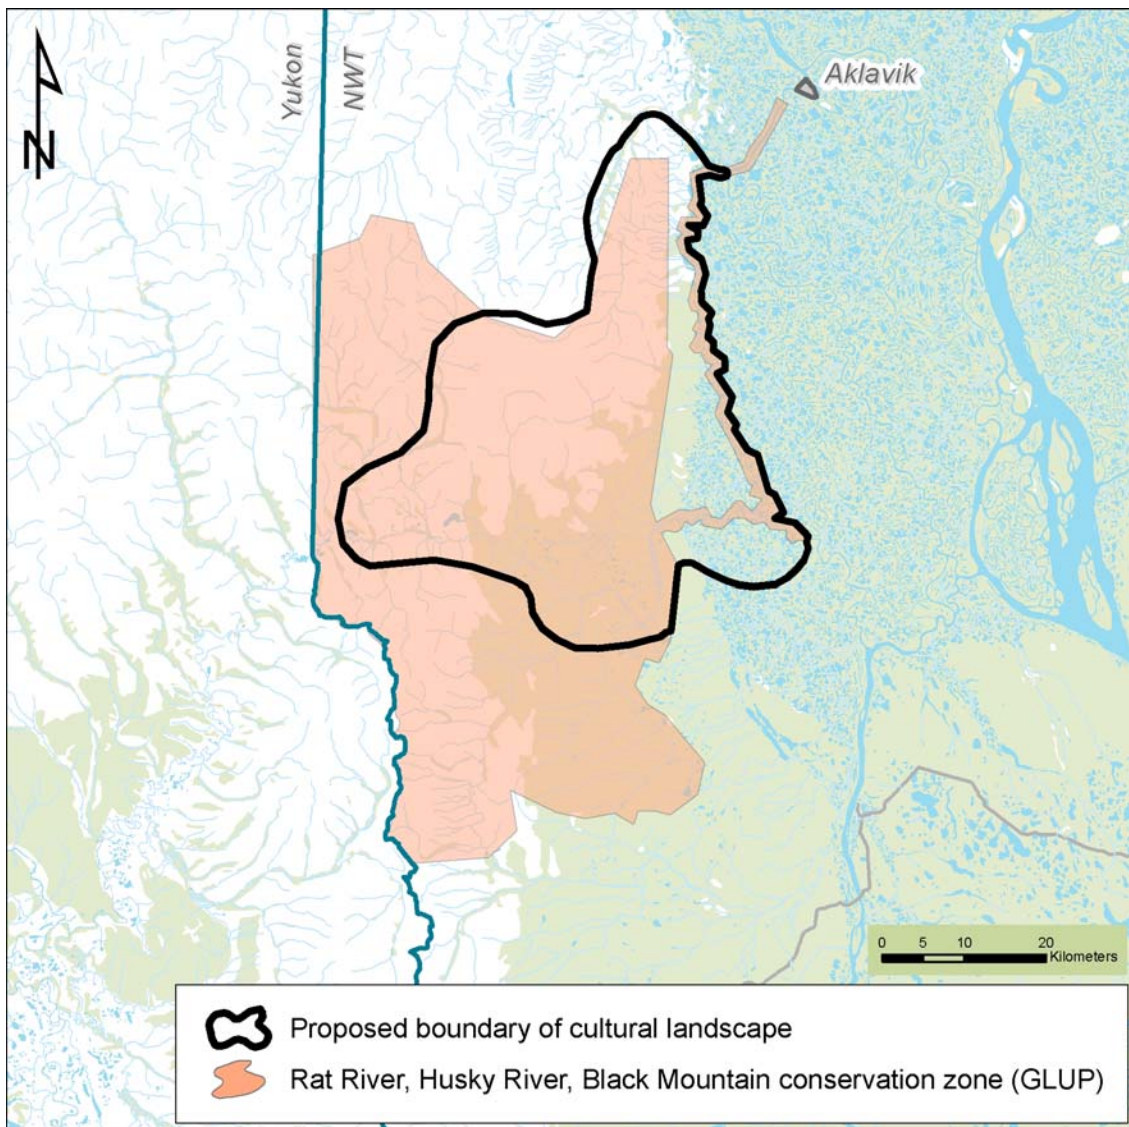 Aklavik
Yukon
NWT
N
0 5 10 20
Kilometers
Proposed boundary of cultural landscape
Rat River, Husky River, Black Mountain conservation zone (GLUP)